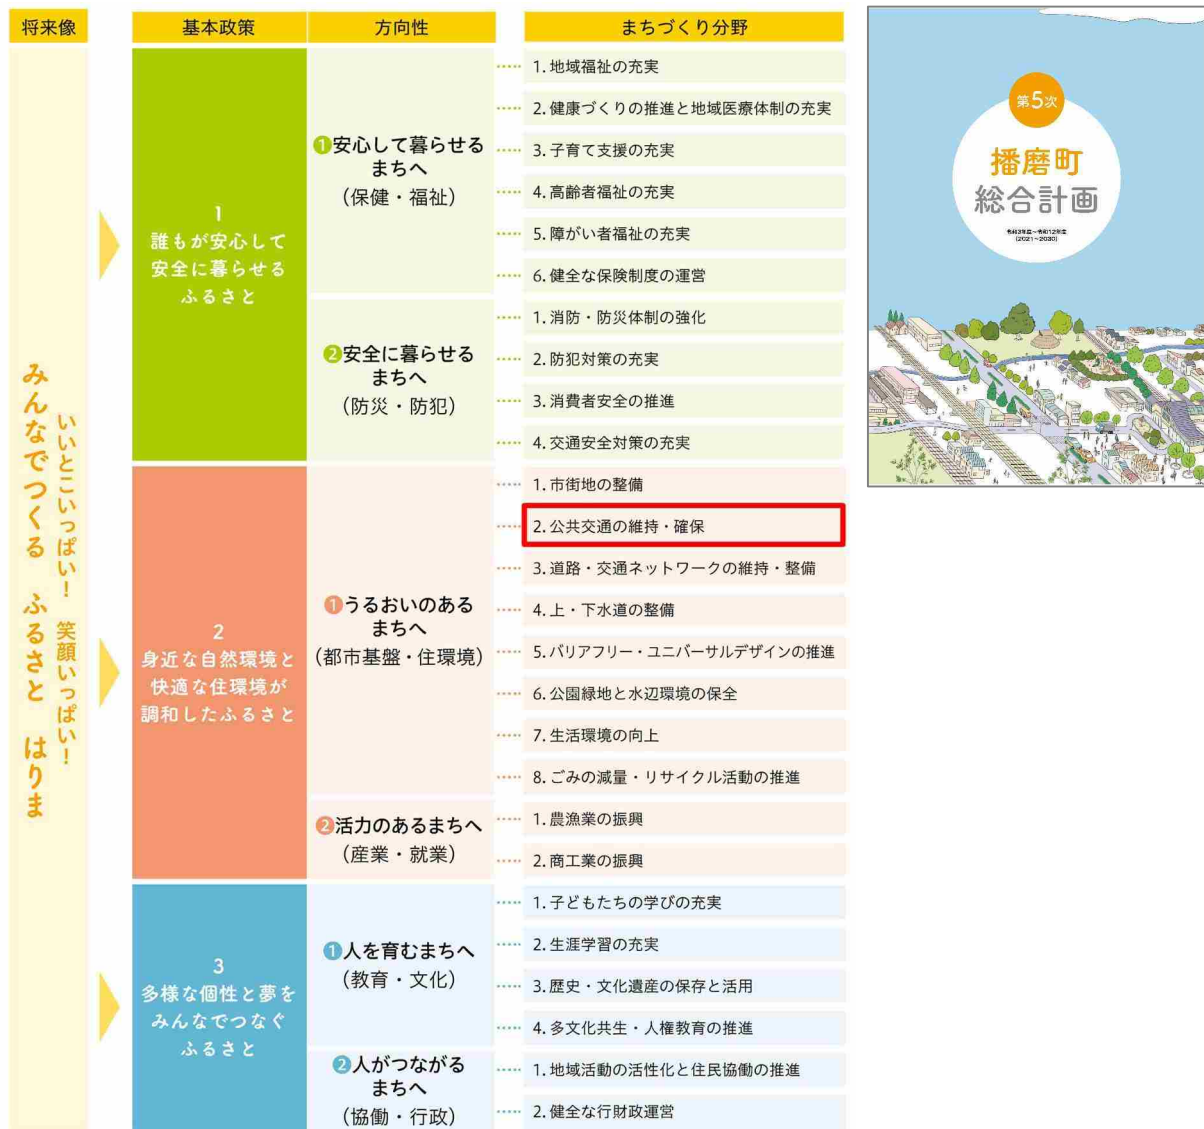 将来像
基本政策
方向性
まちづくり分野
いいとこいっぱい! 笑顔いっぱい!
みんなでつくる ふるさと はりま
1
誰もが安心して
安全に暮らせる
ふるさと
❶安心して暮らせる
まちへ
(保健・福祉)
1.地域福祉の充実
2.健康づくりの推進と地域医療体制の充実
3.子育て支援の充実
4.高齢者福祉の充実
5.障がい者福祉の充実
6.健全な保険制度の運営
❷安全に暮らせる
まちへ
(防災・防犯)
1.消防・防災体制の強化
2.防犯対策の充実
3.消費者安全の推進
4.交通安全対策の充実
2
身近な自然環境と
快適な住環境が
調和したふるさと
❶うるおいのある
まちへ
(都市基盤・住環境)
1.市街地の整備
2.公共交通の維持・確保
3.道路・交通ネットワークの維持・整備
4.上・下水道の整備
5.バリアフリー・ユニバーサルデザインの推進
6.公園緑地と水辺環境の保全
7.生活環境の向上
8.ごみの減量・リサイクル活動の推進
❷活力のあるまちへ
(産業・就業)
1.農漁業の振興
2.商工業の振興
3
多様な個性と夢を
みんなでつなぐ
ふるさと
❶人を育むまちへ
(教育・文化)
1.子どもたちの学びの充実
2.生涯学習の充実
3.歴史・文化遺産の保存と活用
4.多文化共生・人権教育の推進
❷人がつながる
まちへ
(協働・行政)
1.地域活動の活性化と住民協働の推進
2.健全な行財政運営
第5次
播磨町
総合計画
令和3年度~令和12年度
(2021~2030)